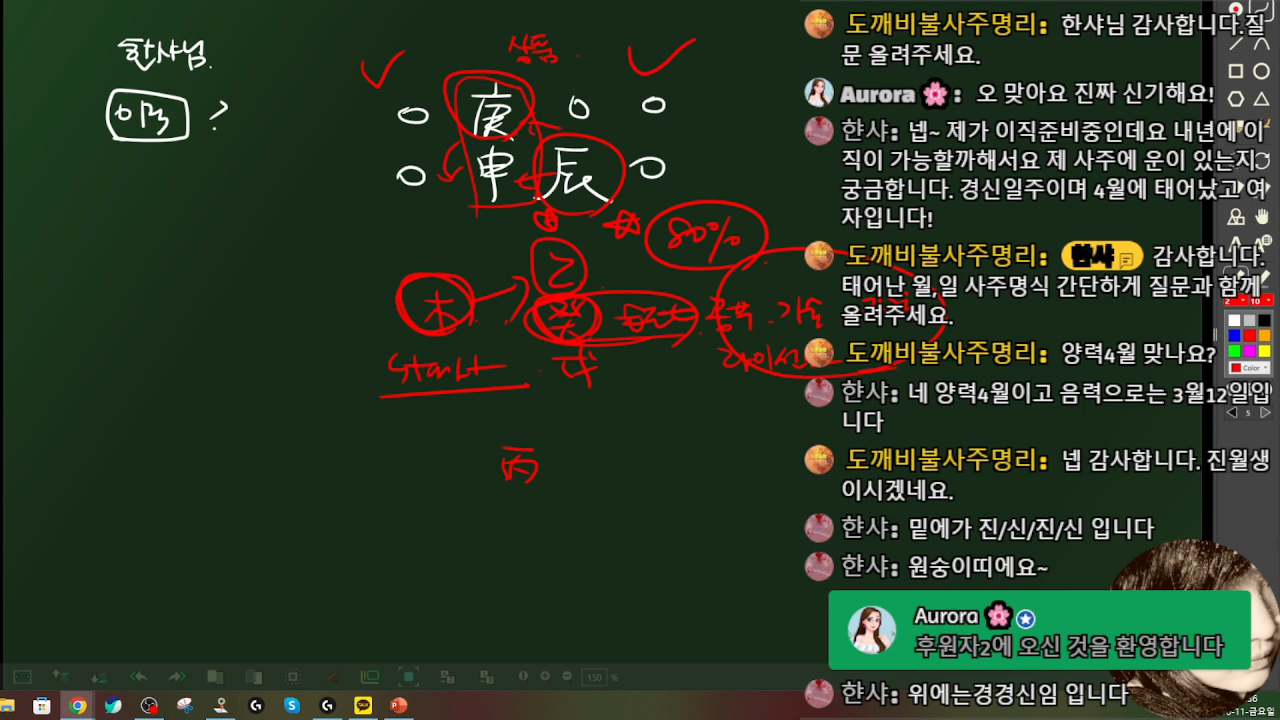 한샤님.
이직 ?
상품.
庚
申 辰
80%
乙
木 癸
start 戊
丙
도깨비불사주명리: 한샤님 감사합니다.질
문 올려주세요.
Aurora 🌸: 오 맞아요 진짜 신기해요!
한샤: 넵~ 제가 이직준비중인데요 내년에 이
직이 가능할까해서요 제 사주에 운이 있는지
궁금합니다. 경신일주이며 4월에 태어났고 여
자입니다!
도깨비불사주명리: 한샤 감사합니다.
태어난 월,일 사주명식 간단하게 질문과 함께
올려주세요.
도깨비불사주명리: 양력4월 맞나요?
한샤: 네 양력4월이고 음력으로는 3월12일입
니다
도깨비불사주명리: 넵 감사합니다. 진월생
이시겠네요.
한샤: 밑에가 진/신/진/신 입니다
한샤: 원숭이띠에요~
Aurora 🌸
후원자2에 오신 것을 환영합니다
한샤: 위에는경경신임 입니다
Color
5
150 %
TALK
-11-금요일